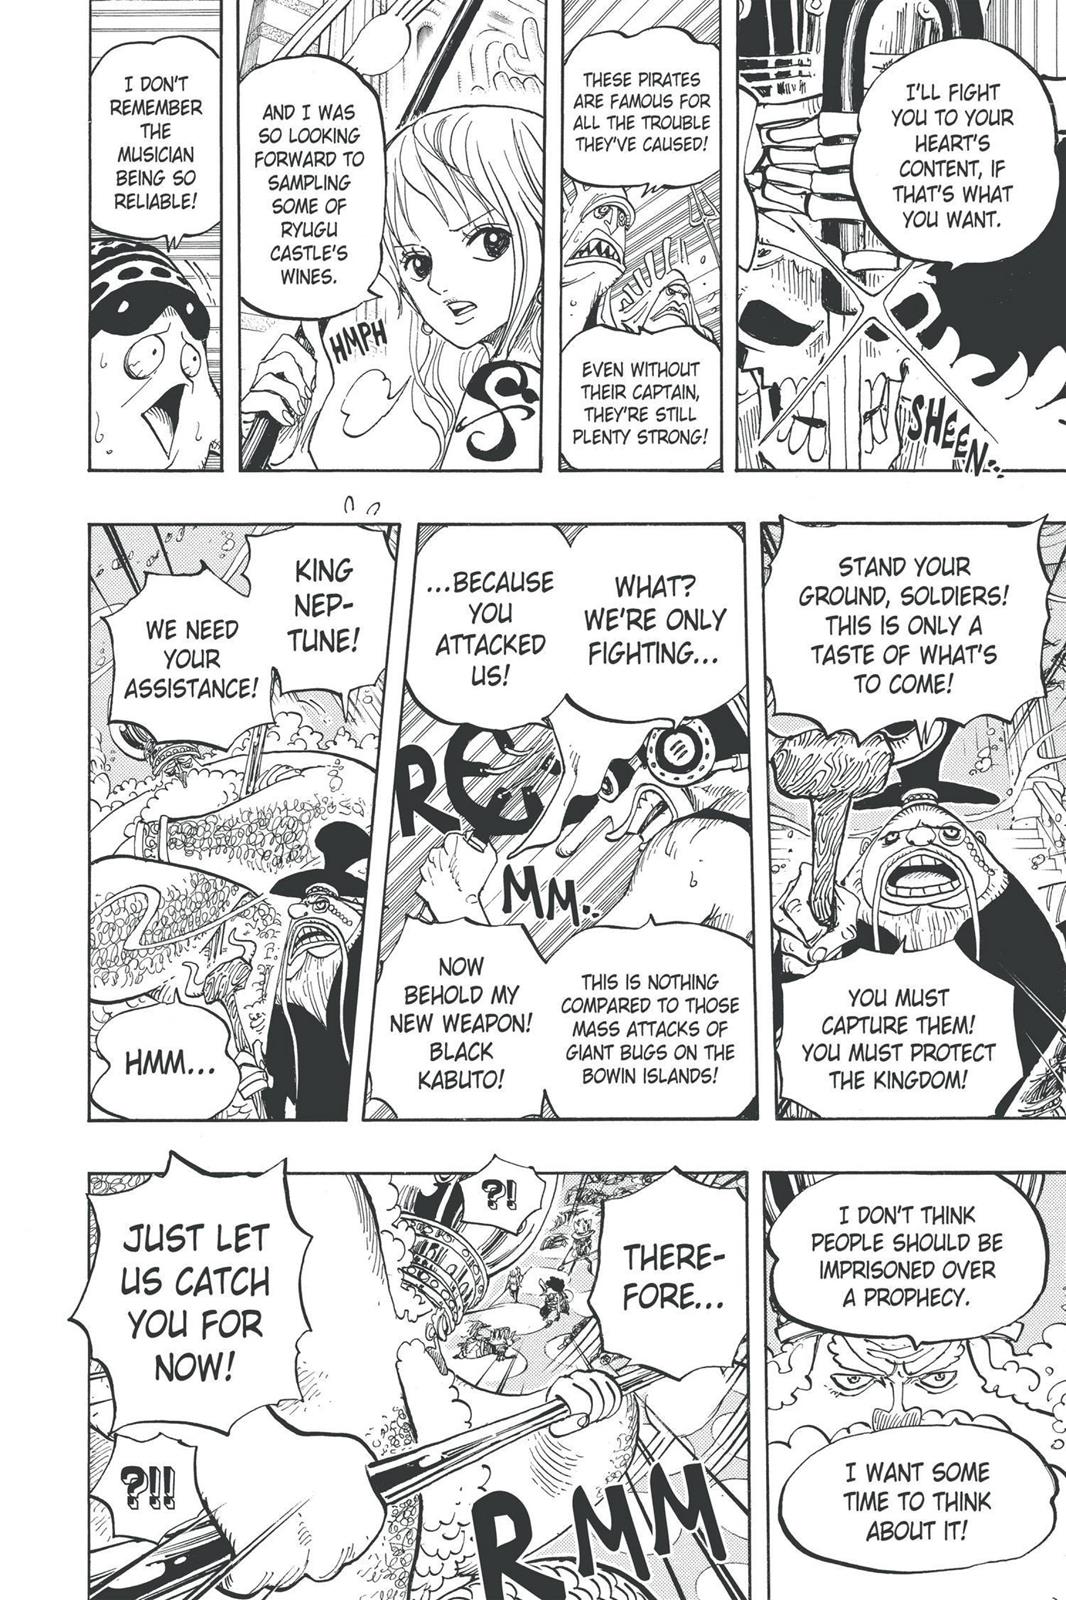 I'LL FIGHT
YOU TO YOUR
HEART'S
CONTENT, IF
THAT'S WHAT
YOU WANT.
SHEEN..
THESE PIRATES
ARE FAMOUS FOR
ALL THE TROUBLE
THEY'VE CAUSED!
EVEN WITHOUT
THEIR CAPTAIN,
THEY'RE STILL
PLENTY STRONG!
AND I WAS
SO LOOKING
FORWARD TO
SAMPLING
SOME OF
RYUGU
CASTLE'S
WINES.
HMPH
I DON'T
REMEMBER
THE
MUSICIAN
BEING SO
RELIABLE!
STAND YOUR
GROUND, SOLDIERS!
THIS IS ONLY A
TASTE OF WHAT'S
TO COME!
YOU MUST
CAPTURE THEM!
YOU MUST PROTECT
THE KINGDOM!
WHAT?
WE'RE ONLY
FIGHTING...
...BECAUSE
YOU
ATTACKED
US!
RE
MM..
THIS IS NOTHING
COMPARED TO THOSE
MASS ATTACKS OF
GIANT BUGS ON THE
BOWIN ISLANDS!
NOW
BEHOLD MY
NEW WEAPON!
BLACK
KABUTO!
KING
NEP-
TUNE!
WE NEED
YOUR
ASSISTANCE!
HMM...
I DON'T THINK
PEOPLE SHOULD BE
IMPRISONED OVER
A PROPHECY.
I WANT SOME
TIME TO THINK
ABOUT IT!
THERE-
FORE...
?!
JUST LET
US CATCH
YOU FOR
NOW!
?!!
RMMM